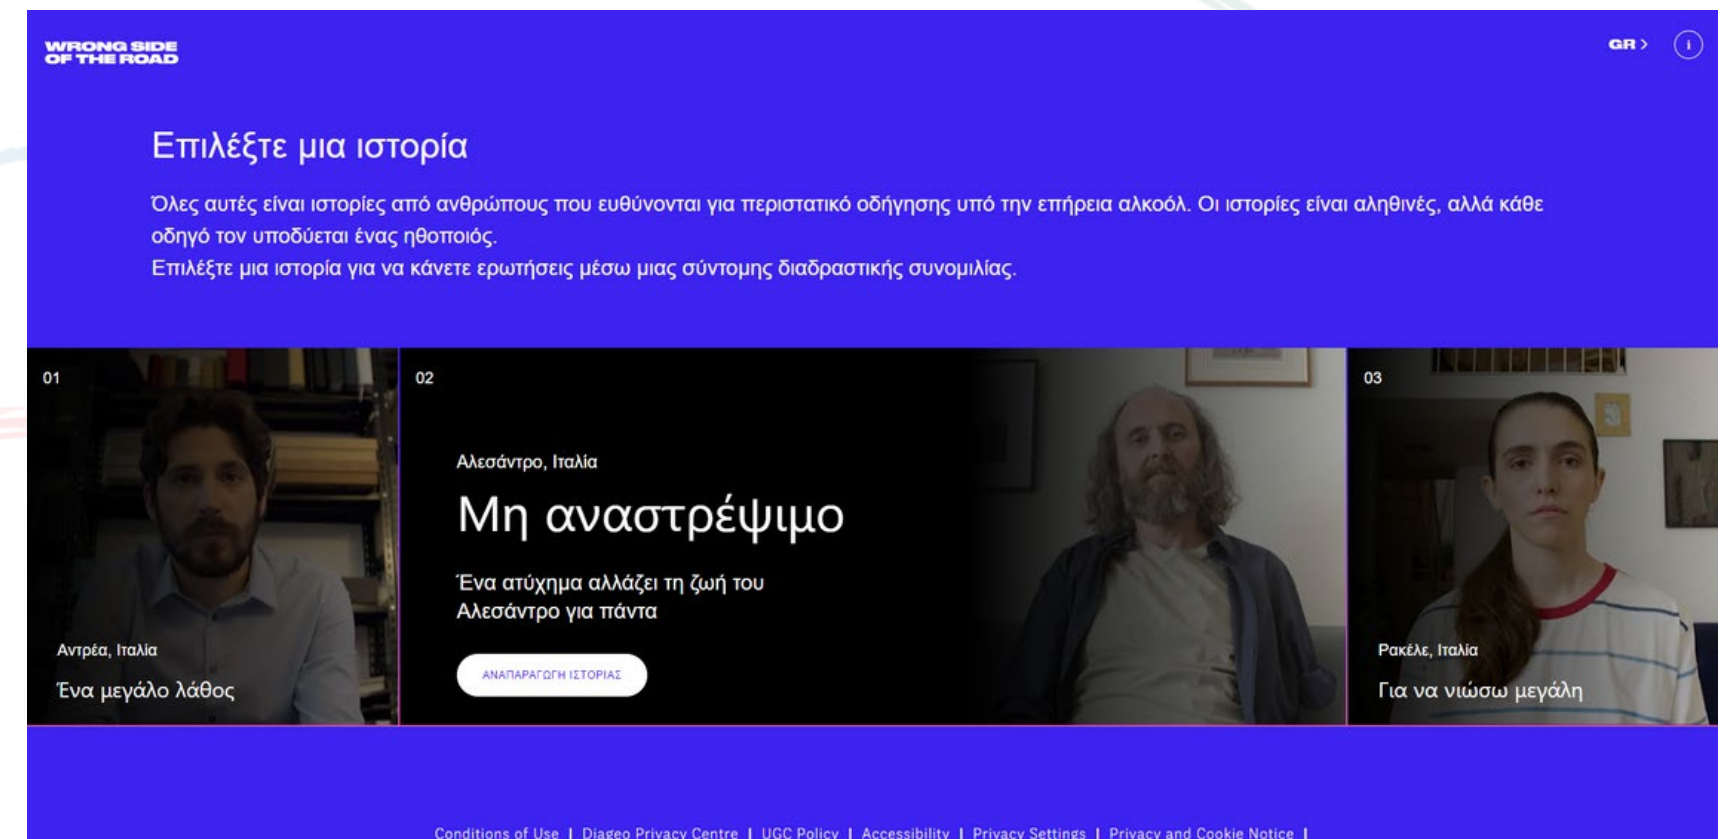 WRONG SIDE
OF THE ROAD
GR >
i
Επιλέξτε μια ιστορία
Όλες αυτές είναι ιστορίες από ανθρώπους που ευθύνονται για περιστατικό οδήγησης υπό την επήρεια αλκοόλ. Οι ιστορίες είναι αληθινές, αλλά κάθε
οδηγό τον υποδύεται ένας ηθοποιός.
Επιλέξτε μια ιστορία για να κάνετε ερωτήσεις μέσω μιας σύντομης διαδραστικής συνομιλίας.
01
Αντρέα, Ιταλία
Ένα μεγάλο λάθος
02
Αλεσάντρο, Ιταλία
Μη αναστρέψιμο
Ένα ατύχημα αλλάζει τη ζωή του
Αλεσάντρο για πάντα
ΑΝΑΠΑΡΑΓΩΓΗ ΙΣΤΟΡΙΑΣ
03
Ρακέλε, Ιταλία
Για να νιώσω μεγάλη
Conditions of Use | Diageo Privacy Centre | UGC Policy | Accessibility | Privacy Settings | Privacy and Cookie Notice |